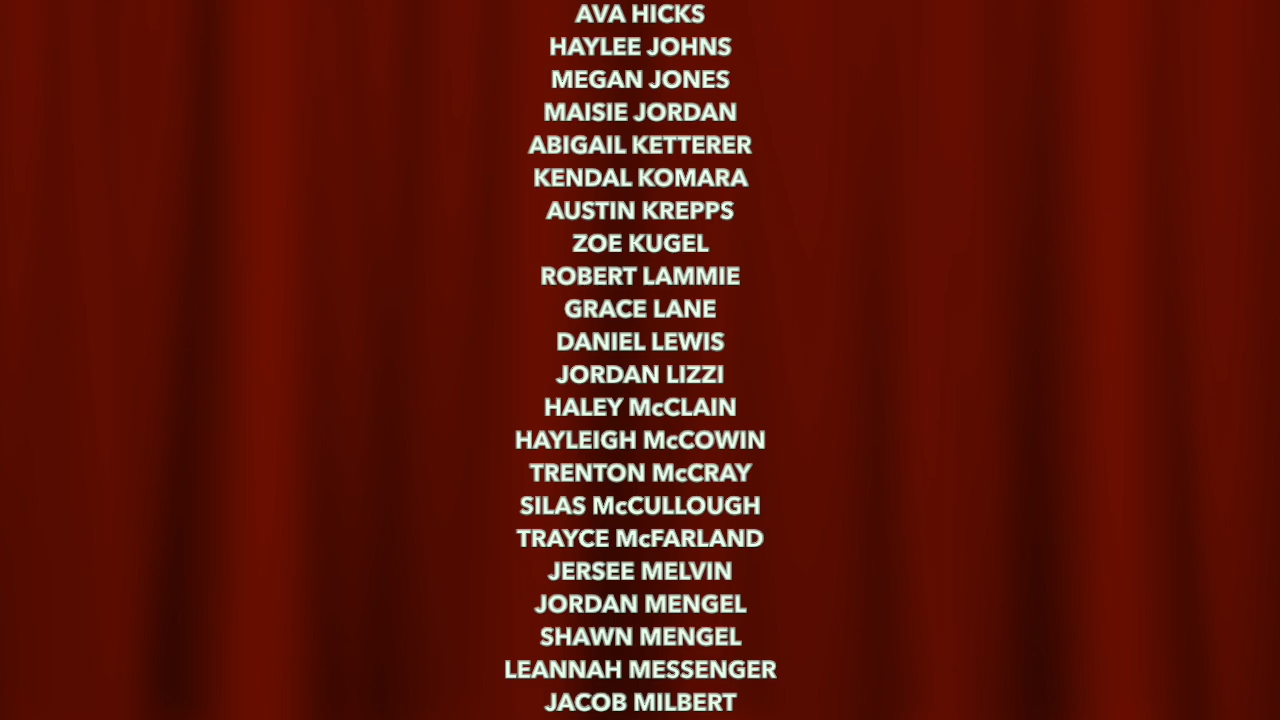 AVA HICKS
HAYLEE JOHNS
MEGAN JONES
MAISIE JORDAN
ABIGAIL KETTERER
KENDAL KOMARA
AUSTIN KREPPS
ZOE KUGEL
ROBERT LAMMIE
GRACE LANE
DANIEL LEWIS
JORDAN LIZZI
HALEY McCLAIN
HAYLEIGH McCOWIN
TRENTON McCRAY
SILAS McCULLOUGH
TRAYCE McFARLAND
JERSEE MELVIN
JORDAN MENGEL
SHAWN MENGEL
LEANNAH MESSENGER
JACOB MILBERT